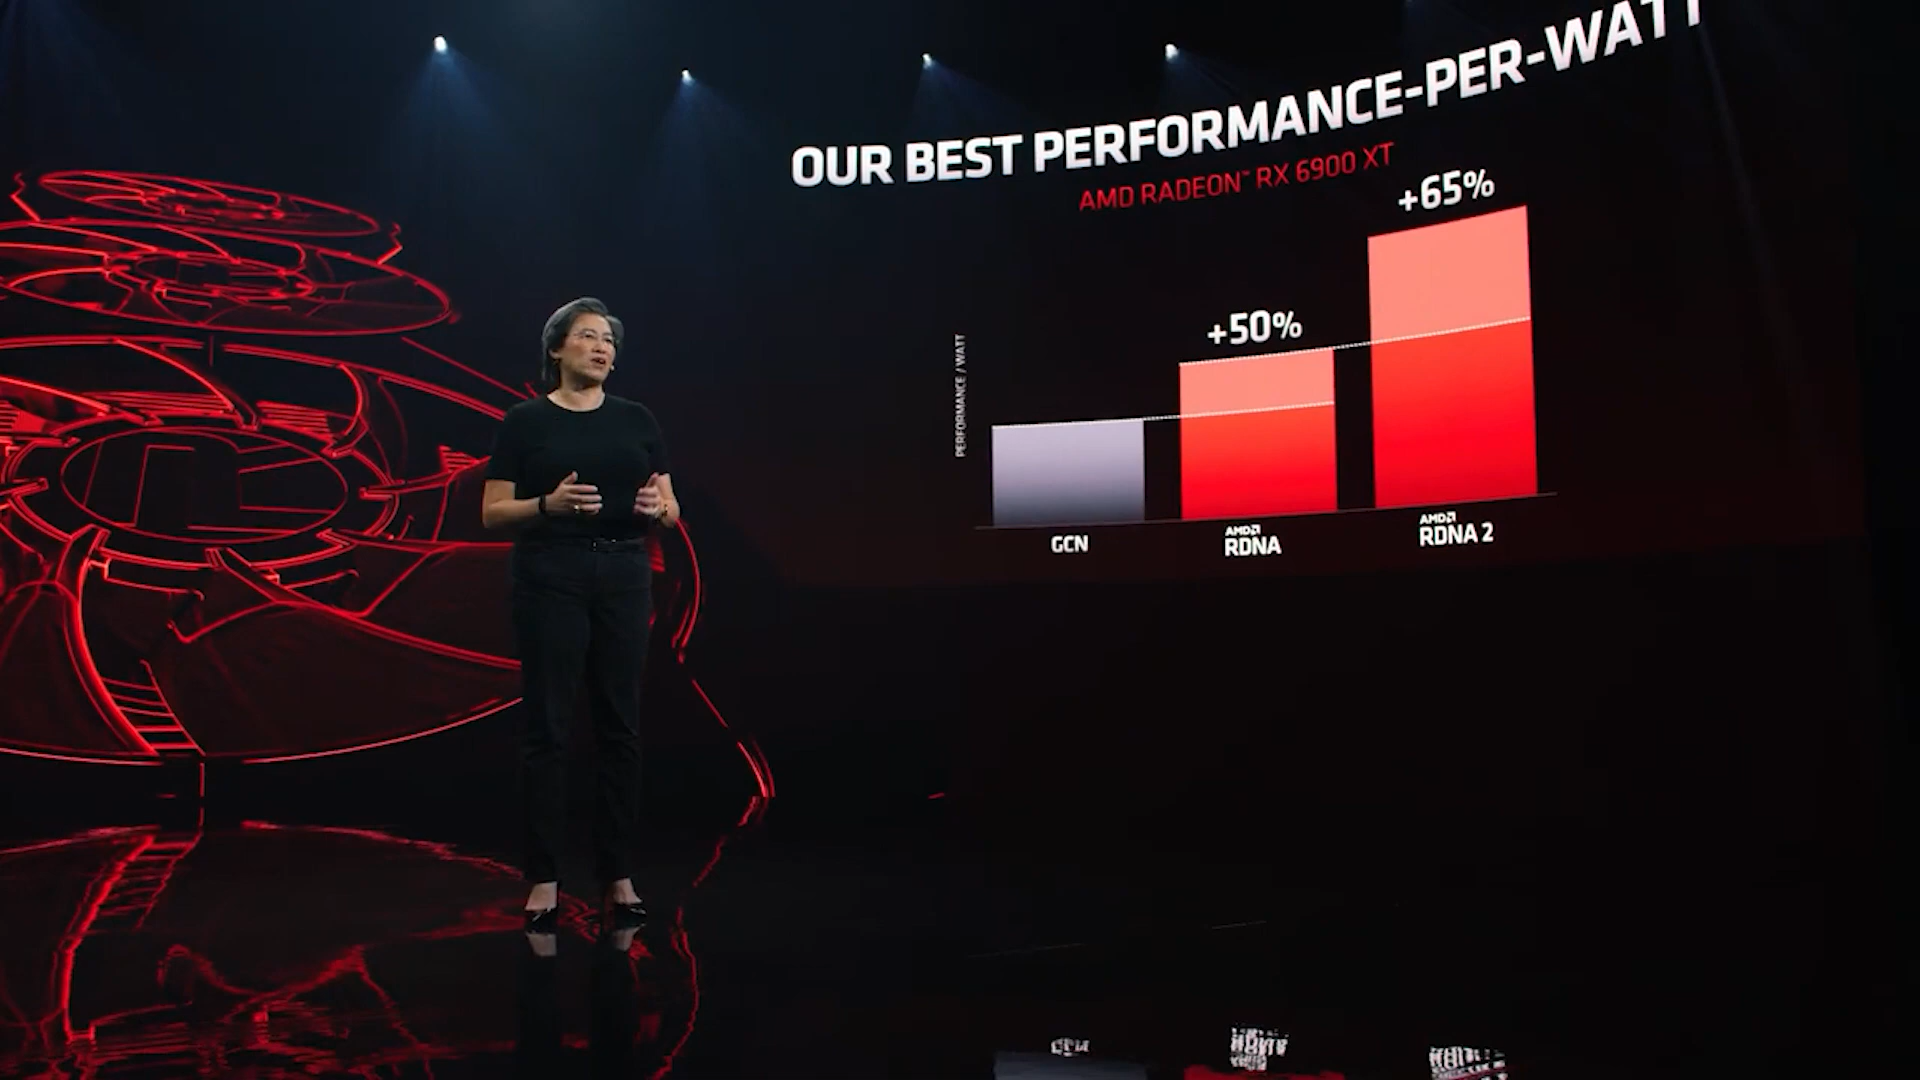 OUR BEST PERFORMANCE-PER-WATT
AMD RADEON™ RX 6900 XT
+65%
+50%
PERFORMANCE / WATT
GCN
AMD
RDNA
AMD
RDNA 2